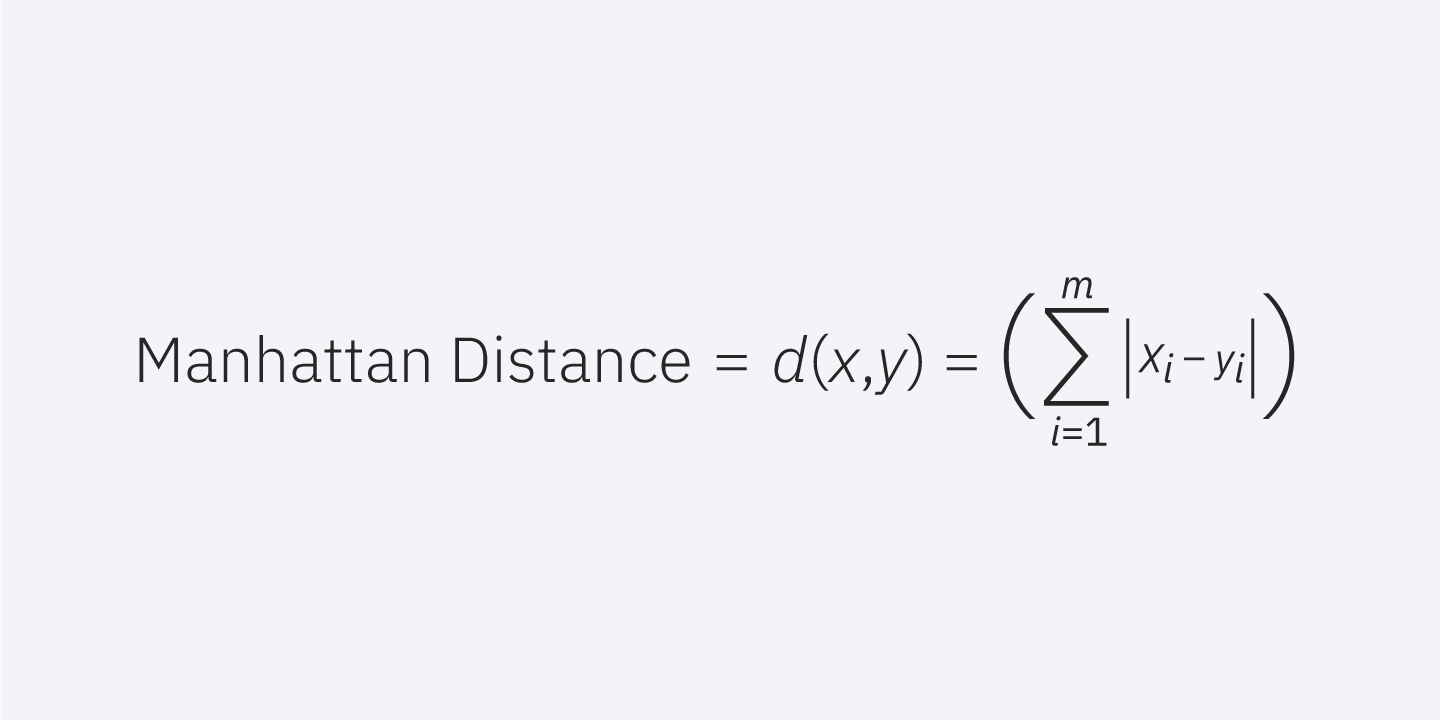 Manhattan Distance = d(x,y) = (∑_{i=1}^{m} |x_i − y_i|)